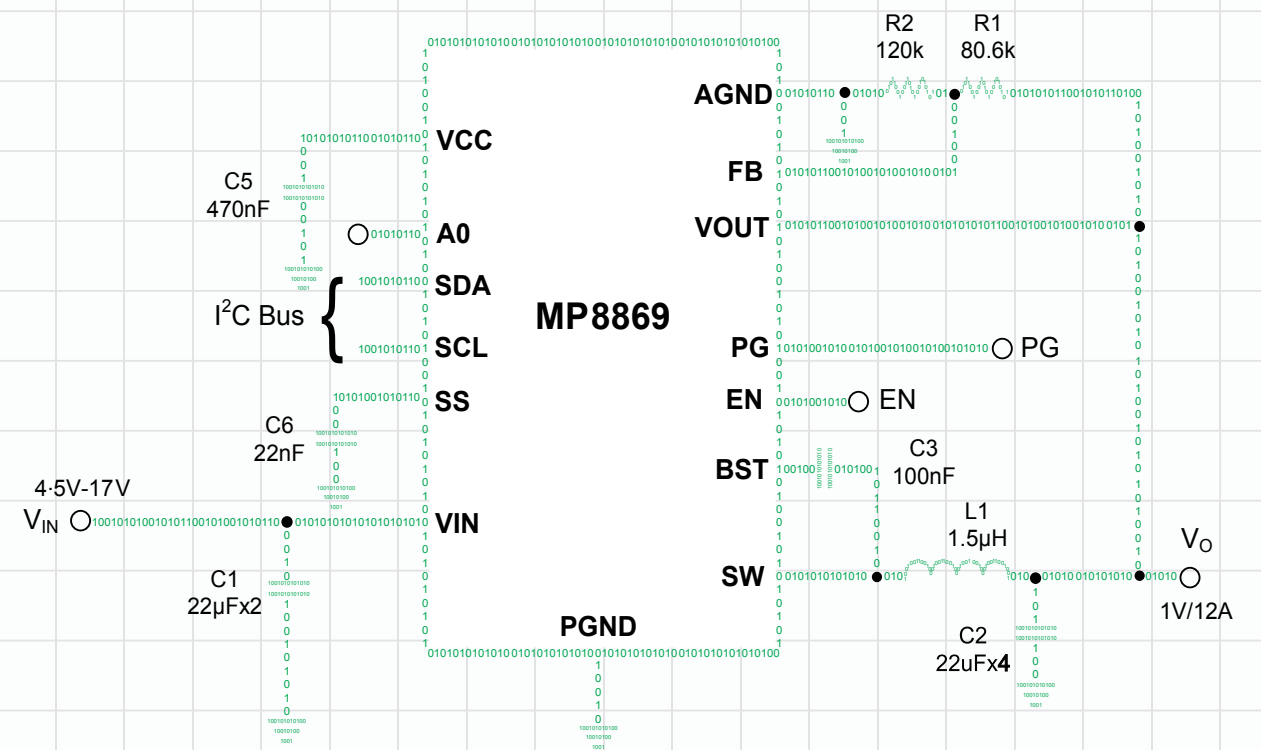 R2
120k
R1
80.6k
AGND
VCC
FB
C5
470nF
VOUT
A0
SDA
I²C Bus
MP8869
SCL
PG
PG
SS
EN
EN
C6
22nF
BST
C3
100nF
4·5V-17V
VIN
VIN
L1
1.5µH
VO
SW
C1
22µFx2
1V/12A
PGND
C2
22uFx4